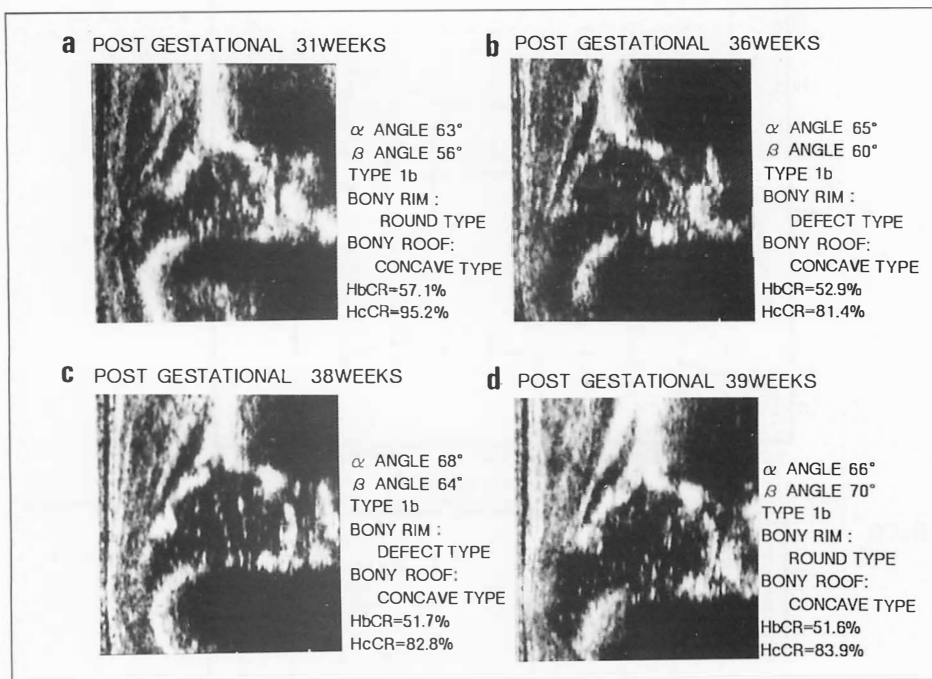 a POST GESTATIONAL 31WEEKS
α ANGLE 63°
β ANGLE 56°
TYPE 1b
BONY RIM :
ROUND TYPE
BONY ROOF:
CONCAVE TYPE
HbCR=57.1%
HcCR=95.2%
b POST GESTATIONAL 36WEEKS
α ANGLE 65°
β ANGLE 60°
TYPE 1b
BONY RIM :
DEFECT TYPE
BONY ROOF:
CONCAVE TYPE
HbCR=52.9%
HcCR=81.4%
c POST GESTATIONAL 38WEEKS
α ANGLE 68°
β ANGLE 64°
TYPE 1b
BONY RIM :
DEFECT TYPE
BONY ROOF:
CONCAVE TYPE
HbCR=51.7%
HcCR=82.8%
d POST GESTATIONAL 39WEEKS
α ANGLE 66°
β ANGLE 70°
TYPE 1b
BONY RIM :
ROUND TYPE
BONY ROOF:
CONCAVE TYPE
HbCR=51.6%
HcCR=83.9%